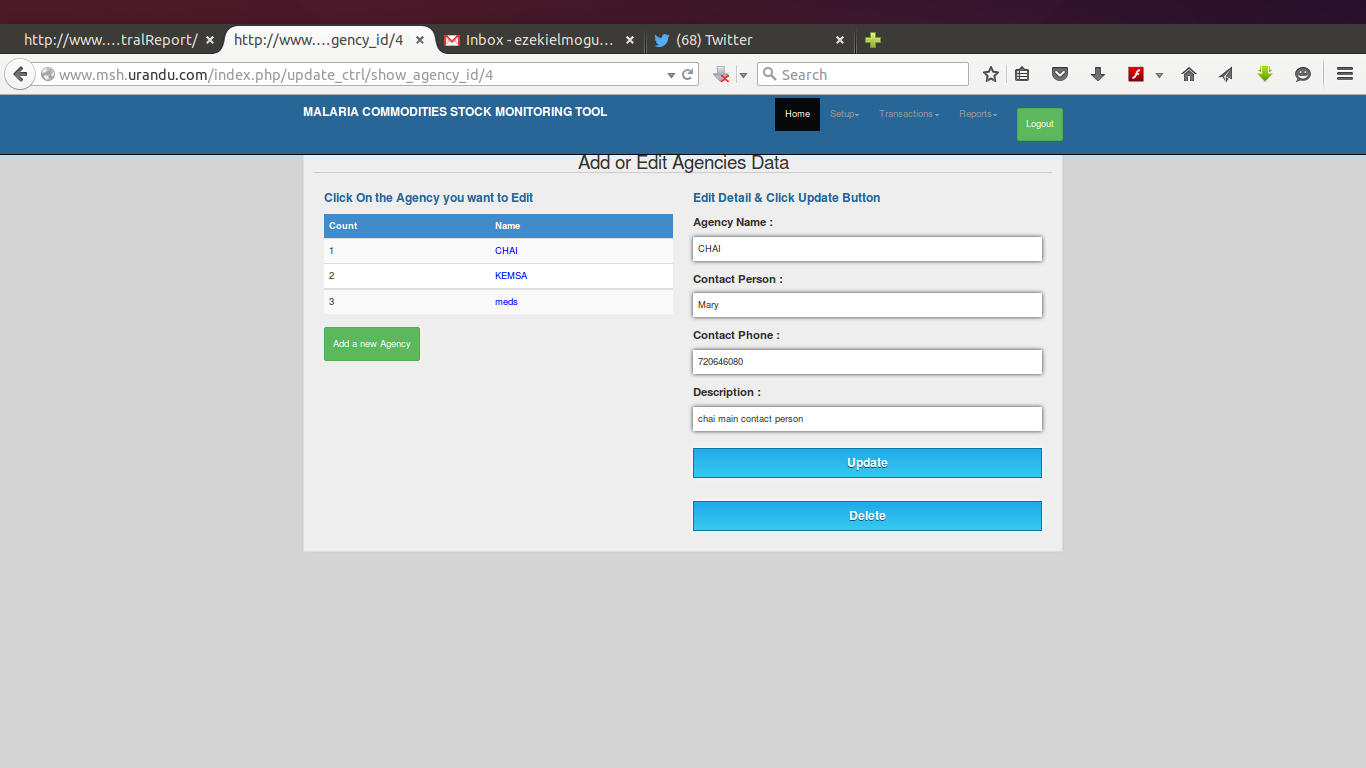 http://www.…tralReport/
http://www.…gency_id/4
Inbox - ezekielmogu…
(68) Twitter
www.msh.urandu.com/index.php/update_ctrl/show_agency_id/4
Search
MALARIA COMMODITIES STOCK MONITORING TOOL
Home
Setup
Transactions
Reports
Logout
Add or Edit Agencies Data
Click On the Agency you want to Edit
Count Name
1 CHAI
2 KEMSA
3 meds
Add a new Agency
Edit Detail & Click Update Button
Agency Name :
CHAI
Contact Person :
Mary
Contact Phone :
720646080
Description :
chai main contact person
Update
Delete